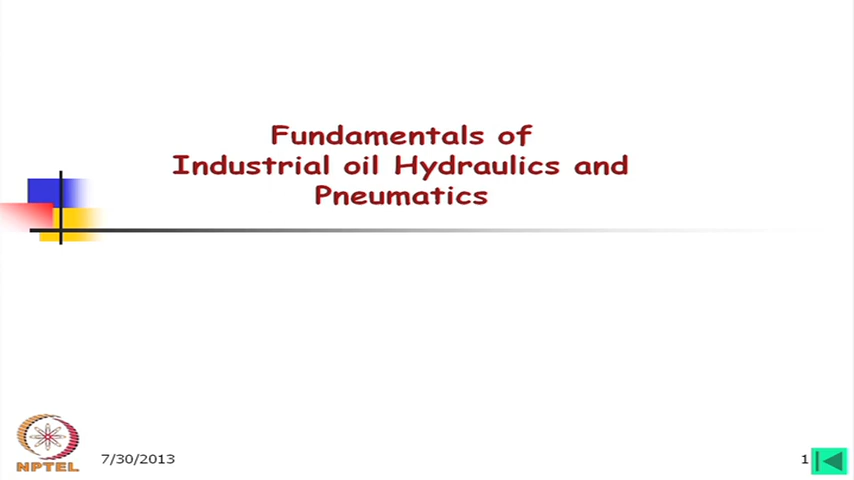 Fundamentals of
Industrial oil Hydraulics and
Pneumatics
NPTEL
7/30/2013
1